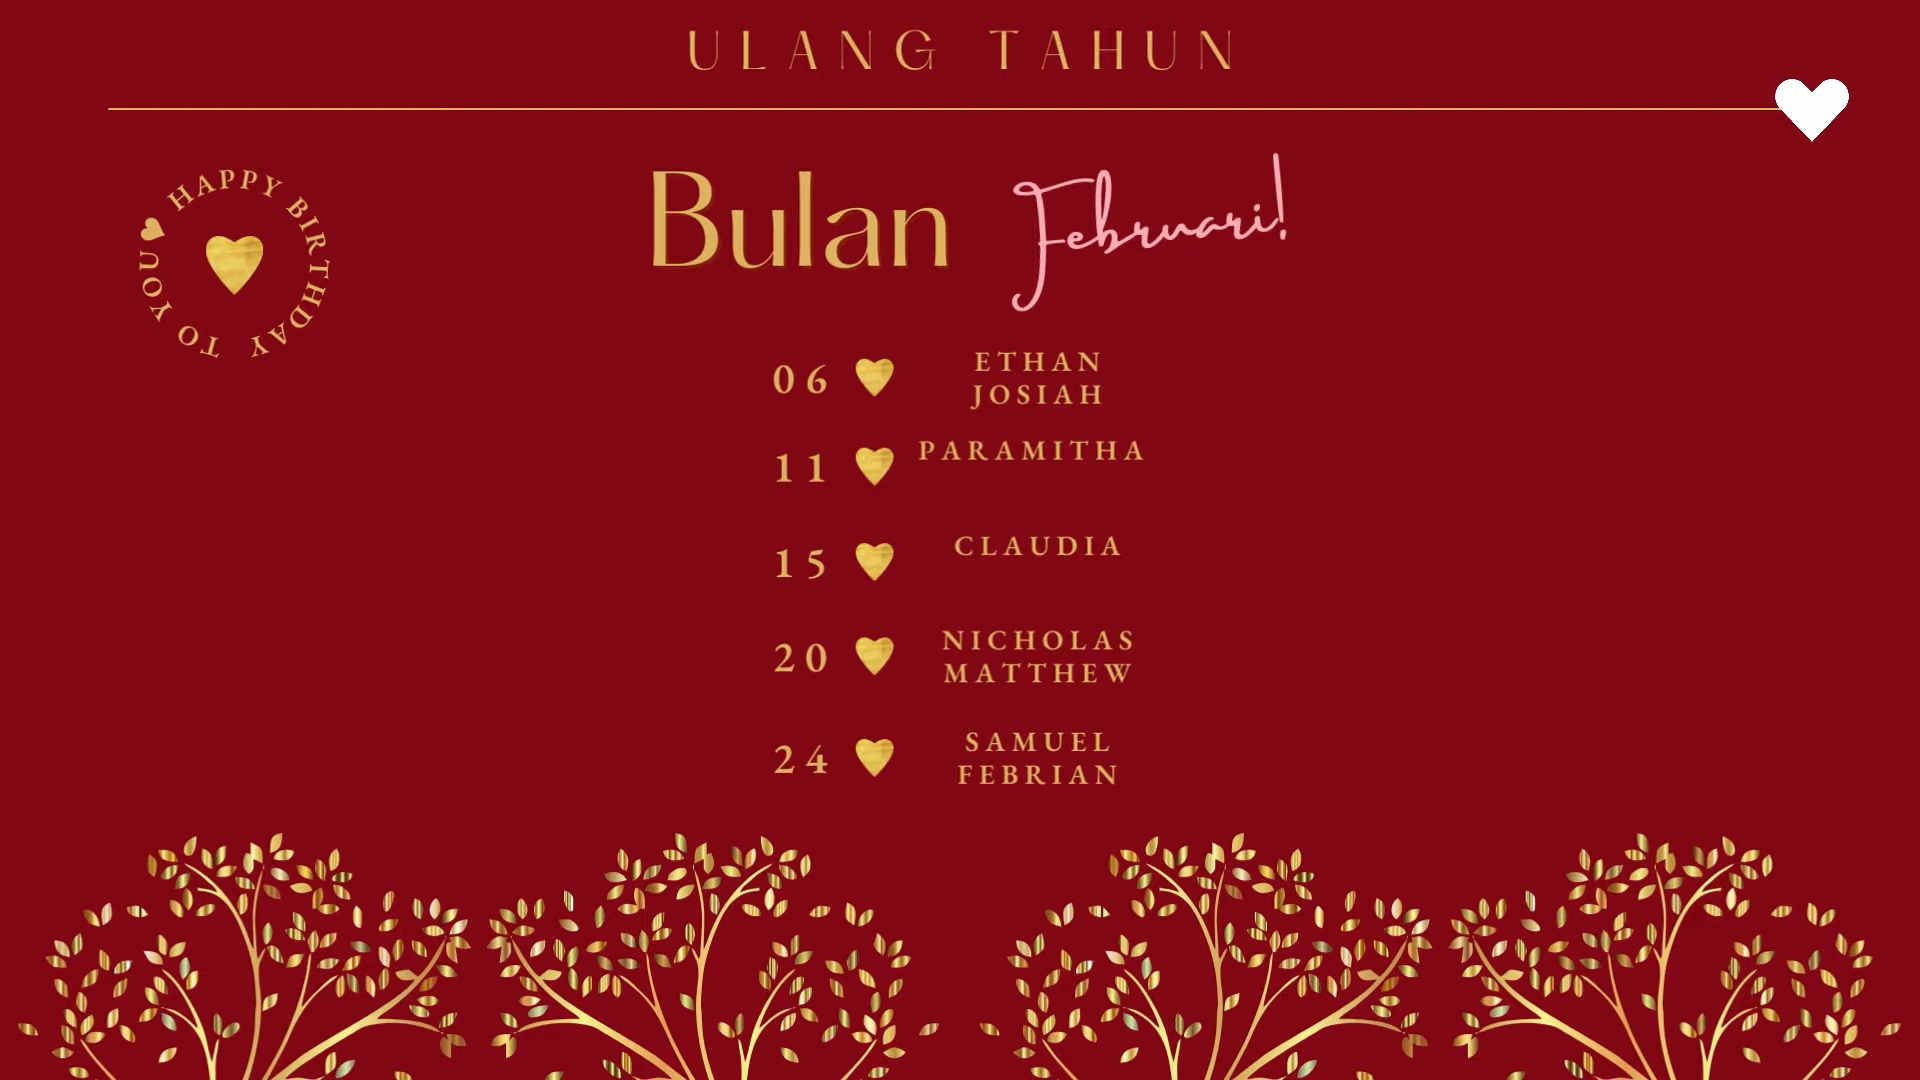 ULANG TAHUN
HAPPY BIRTHDAY TO YOU
Bulan Februari!
06 ETHAN
JOSIAH
11 PARAMITHA
15 CLAUDIA
20 NICHOLAS
MATTHEW
24 SAMUEL
FEBRIAN